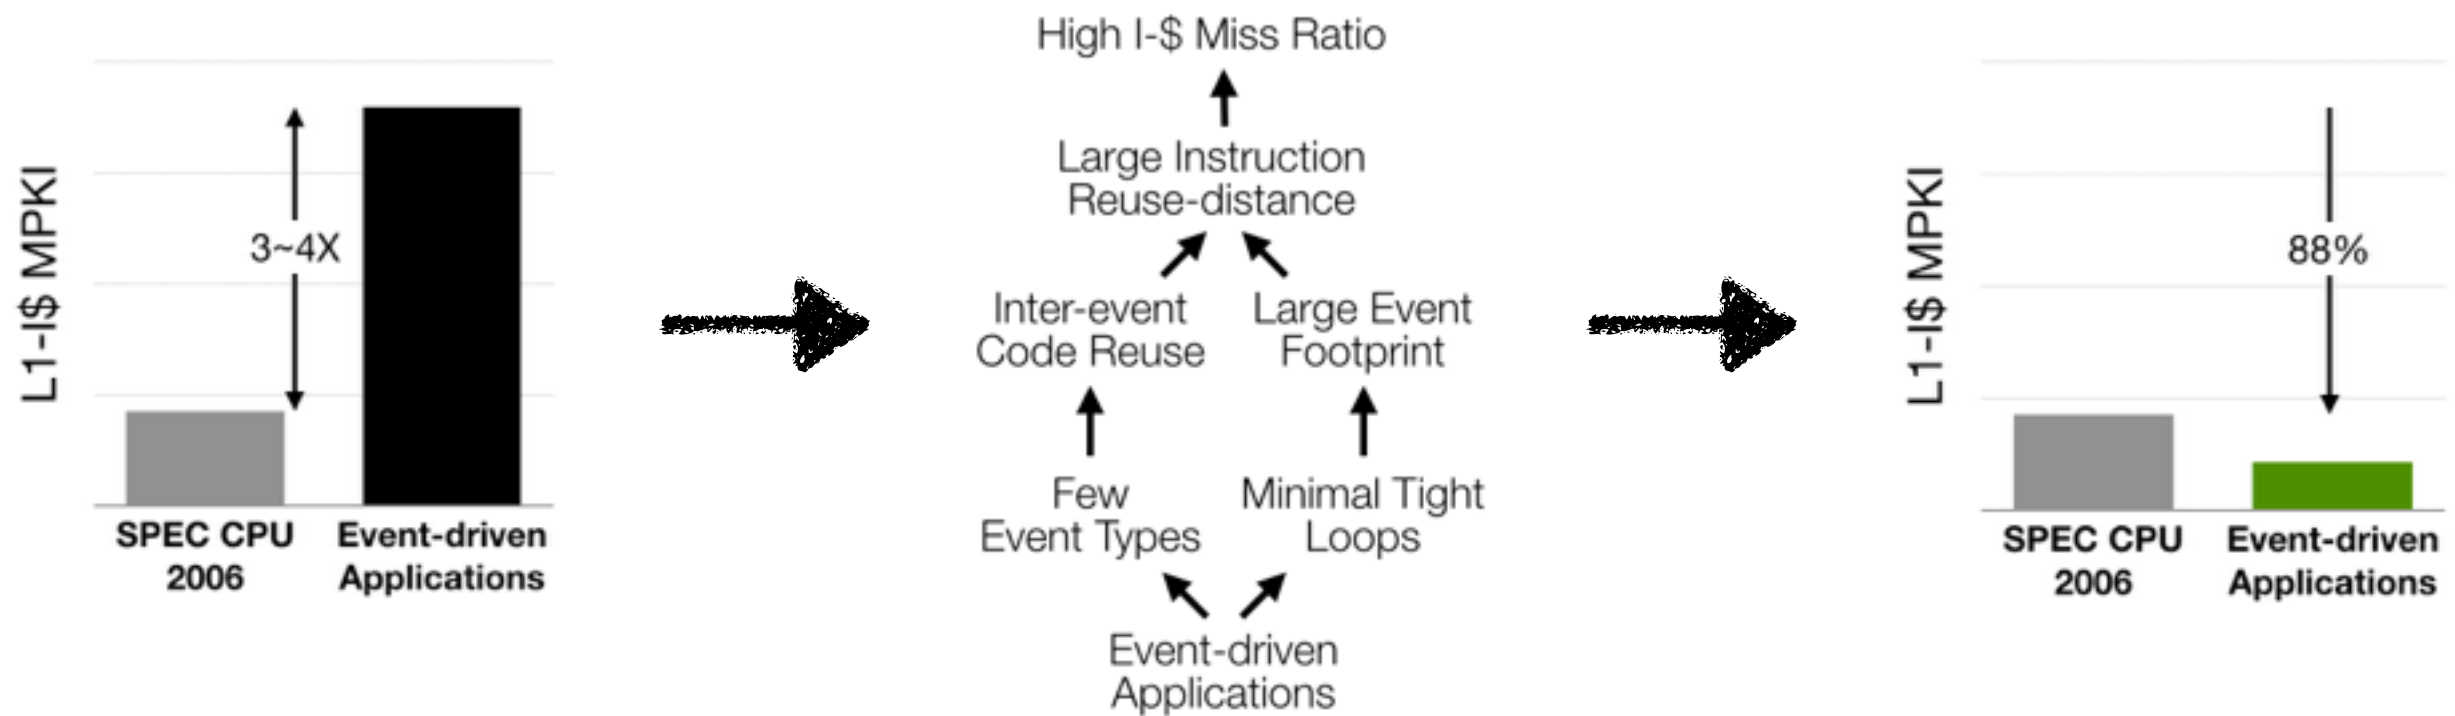 L1-I$ MPKI
3~4X
SPEC CPU
2006
Event-driven
Applications
High I-$ Miss Ratio
Large Instruction
Reuse-distance
Inter-event
Code Reuse
Large Event
Footprint
Few
Event Types
Minimal Tight
Loops
Event-driven
Applications
L1-I$ MPKI
88%
SPEC CPU
2006
Event-driven
Applications